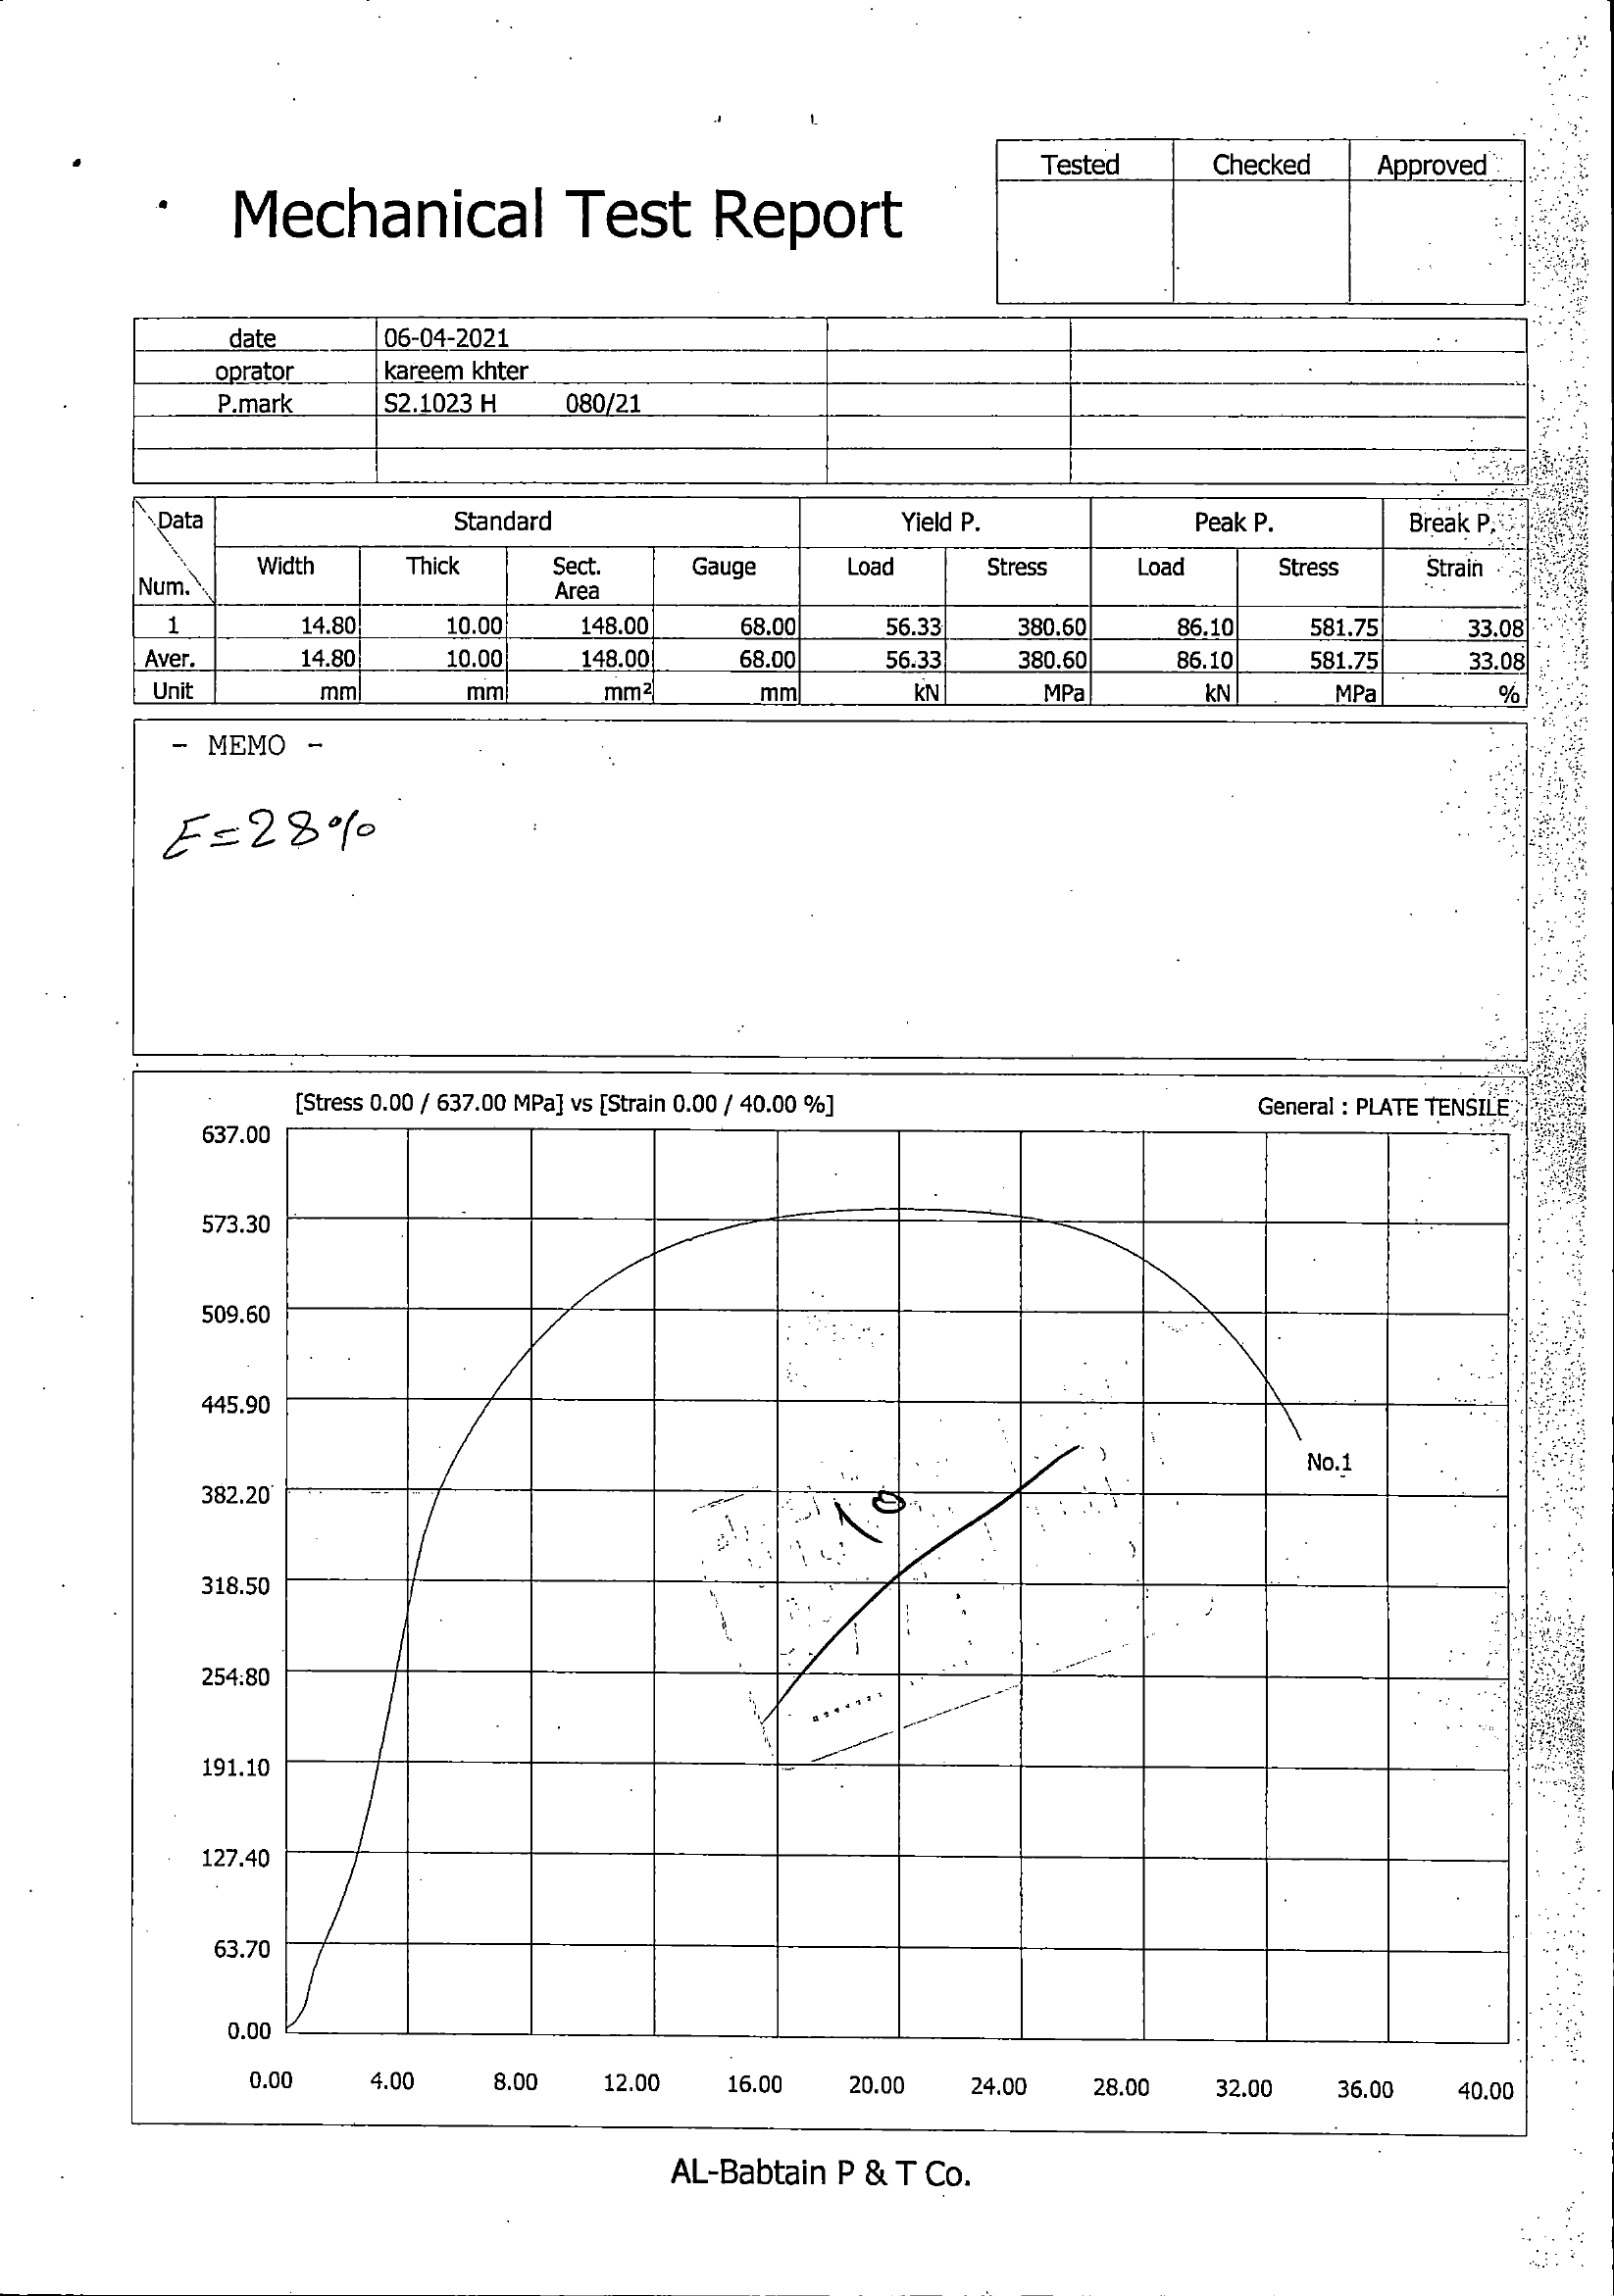 Tested Checked Approved
Mechanical Test Report
date 06-04-2021
oprator kareem khter
P.mark S2.1023 H 080/21
Data Standard Yield P. Peak P. Break P.
Num. Width Thick Sect. Area Gauge Load Stress Load Stress Strain
1 14.80 10.00 148.00 68.00 56.33 380.60 86.10 581.75 33.08
Aver. 14.80 10.00 148.00 68.00 56.33 380.60 86.10 581.75 33.08
Unit mm mm mm² mm kN MPa kN MPa %
- MEMO -
E=28%
[Stress 0.00 / 637.00 MPa] vs [Strain 0.00 / 40.00 %] General : PLATE TENSILE
637.00
573.30
509.60
445.90
No.1
382.20
318.50
254.80
191.10
127.40
63.70
0.00
0.00 4.00 8.00 12.00 16.00 20.00 24.00 28.00 32.00 36.00 40.00
AL-Babtain P & T Co.